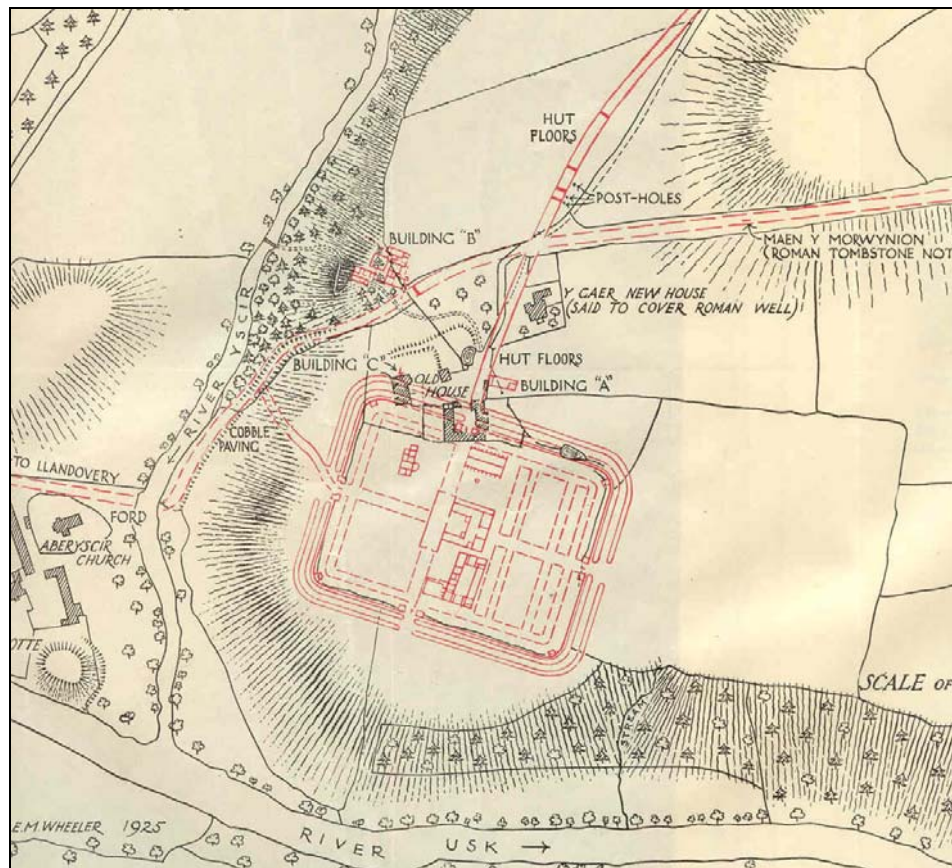 HUT
FLOORS
POST-HOLES
MAEN Y MORWYNION
(ROMAN TOMBSTONE NOT
BUILDING "B"
Y GAER NEW HOUSE
(SAID TO COVER ROMAN WELL)
RIVER YSCIR
HUT FLOORS
BUILDING C
OLD
HOUSE
BUILDING "A"
COBBLE
PAVING
TO LLANDOVERY
FORD
ABERYSCIR
CHURCH
OTTE
SCALE OF
STREAM
E.M. WHEELER 1925
RIVER USK →